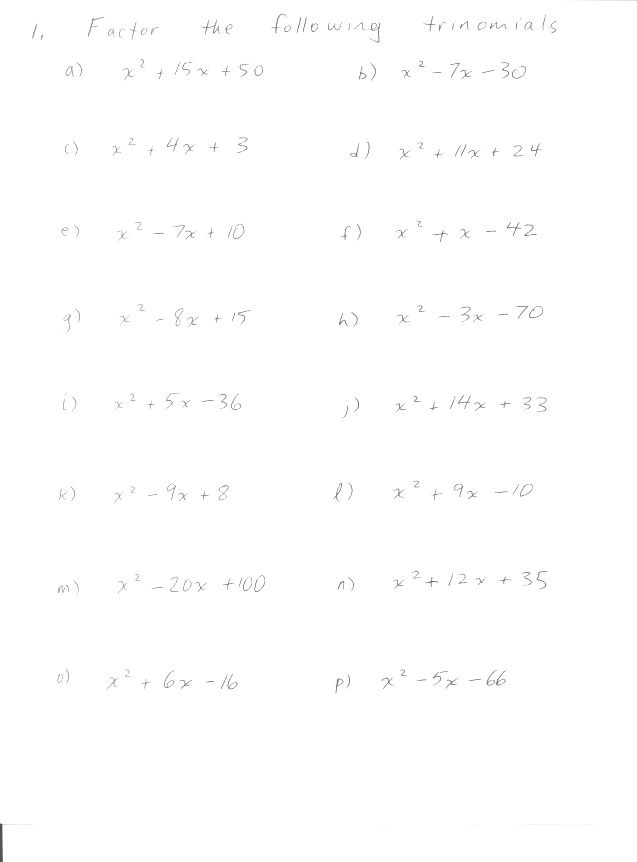 1, Factor the following trinomials
a) x² + 15x + 50 b) x² - 7x - 30
c) x² + 4x + 3 d) x² + 11x + 24
e) x² - 7x + 10 f) x² + x - 42
g) x² - 8x + 15 h) x² - 3x - 70
i) x² + 5x - 36 j) x² + 14x + 33
k) x² - 9x + 8 l) x² + 9x - 10
m) x² - 20x + 100 n) x² + 12x + 35
o) x² + 6x - 16 p) x² - 5x - 66